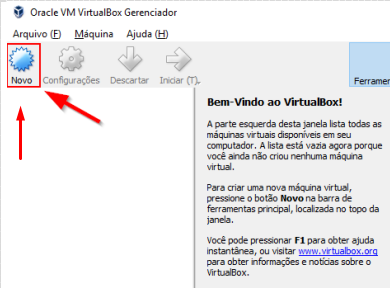 Oracle VM VirtualBox Gerenciador
Arquivo (F) Máquina Ajuda (H)
Novo Configurações Descartar Iniciar (T)
Bem-Vindo ao VirtualBox!
A parte esquerda desta janela lista todas as
máquinas virtuais disponíveis em seu
computador. A lista está vazia agora porque
você ainda não criou nenhuma máquina
virtual.
Para criar uma nova máquina virtual,
pressione o botão Novo na barra de
ferramentas principal, localizada no topo da
janela.
Você pode pressionar F1 para obter ajuda
instantânea, ou visitar www.virtualbox.org
para obter informações e notícias sobre o
VirtualBox.